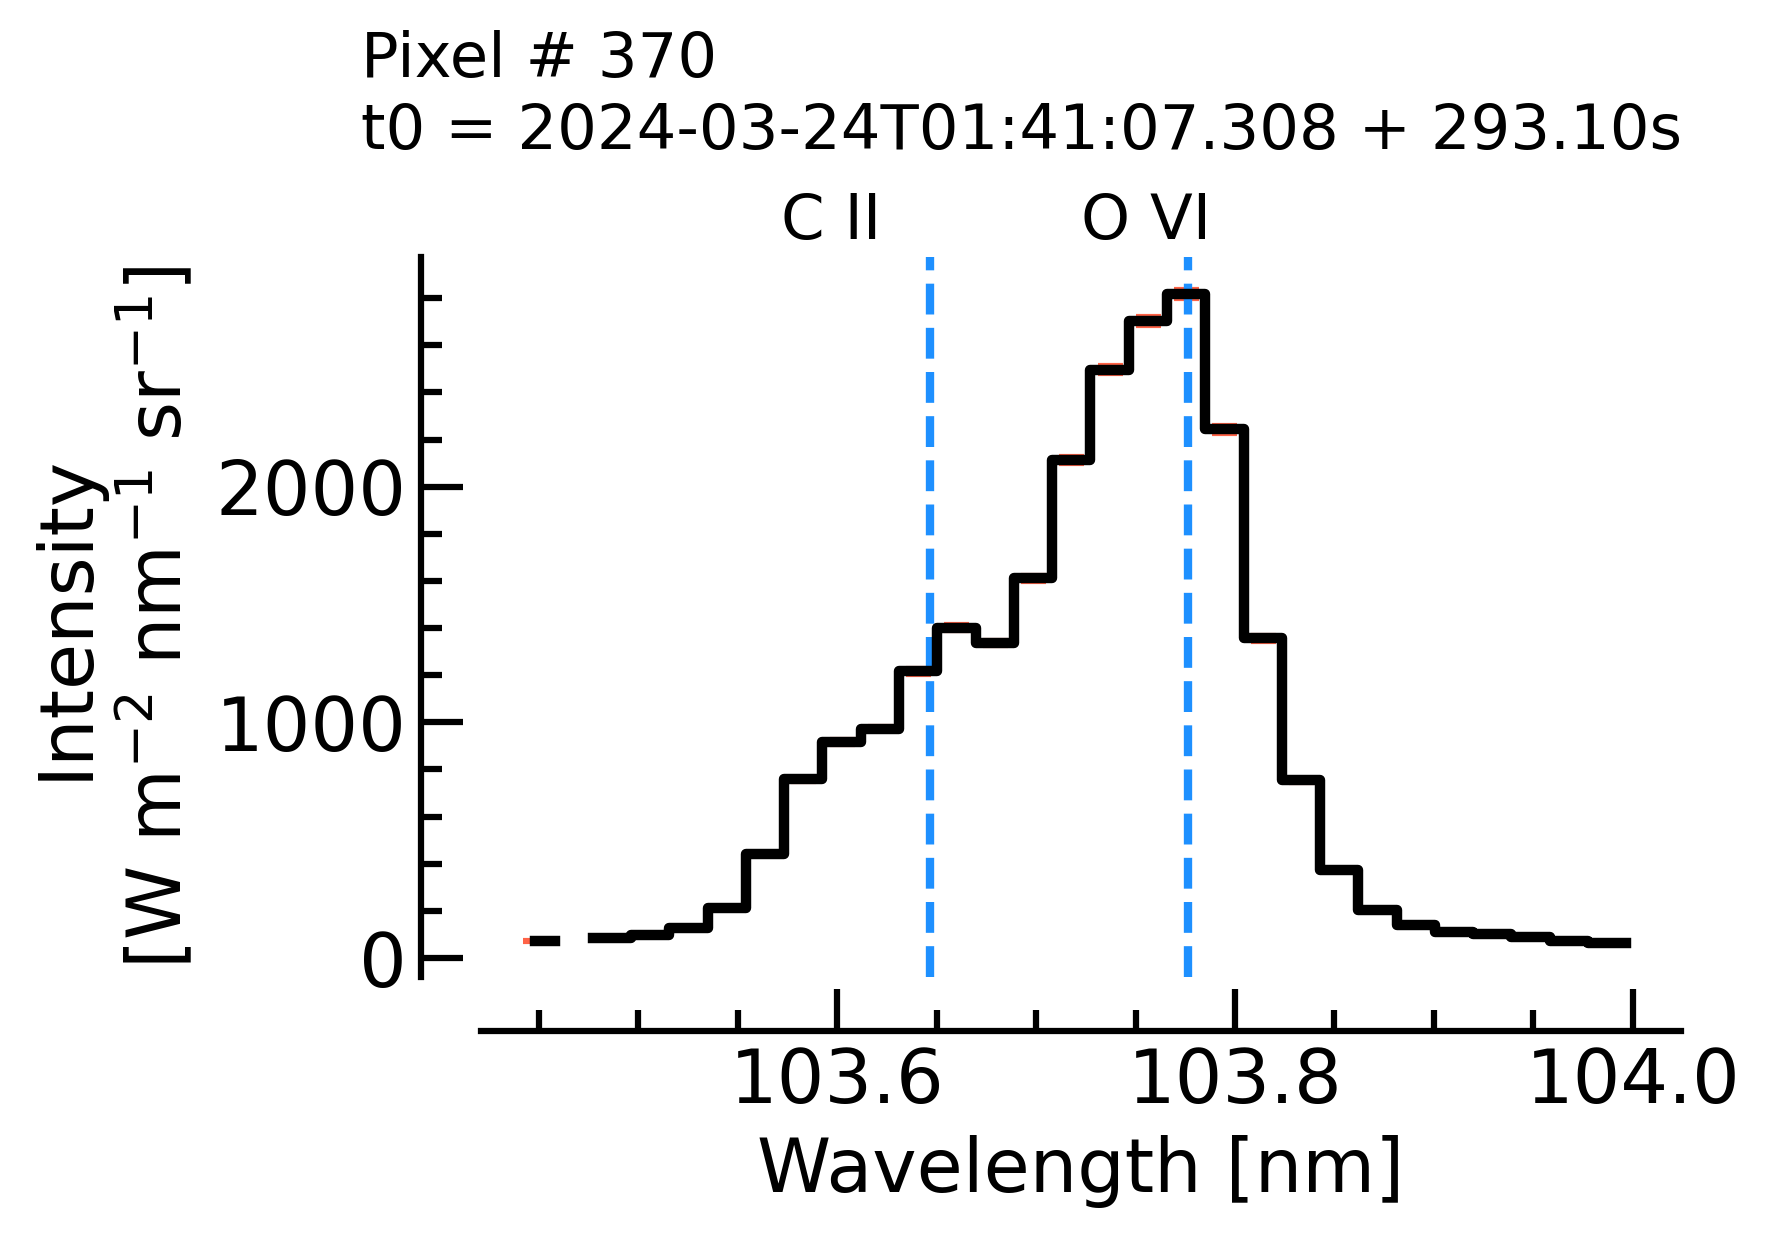 Pixel # 370
t0 = 2024-03-24T01:41:07.308 + 293.10s
C II O VI
Intensity
[W m⁻² nm⁻¹ sr⁻¹]
2000
1000
0
103.6 103.8 104.0
Wavelength [nm]